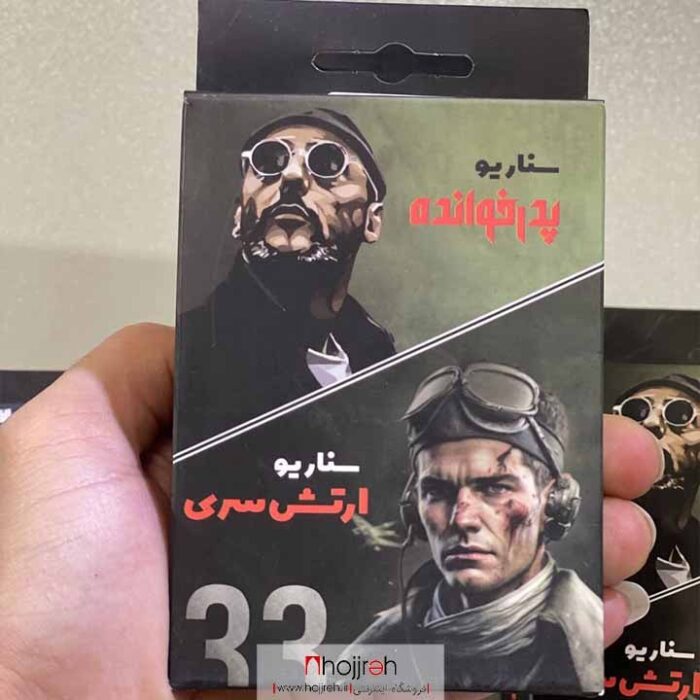 سناریو
پدرخوانده
سناریو
ارتش سری
33
سناریو
hojjreh
فروشگاه اینترنتی | www.hojjreh.ir